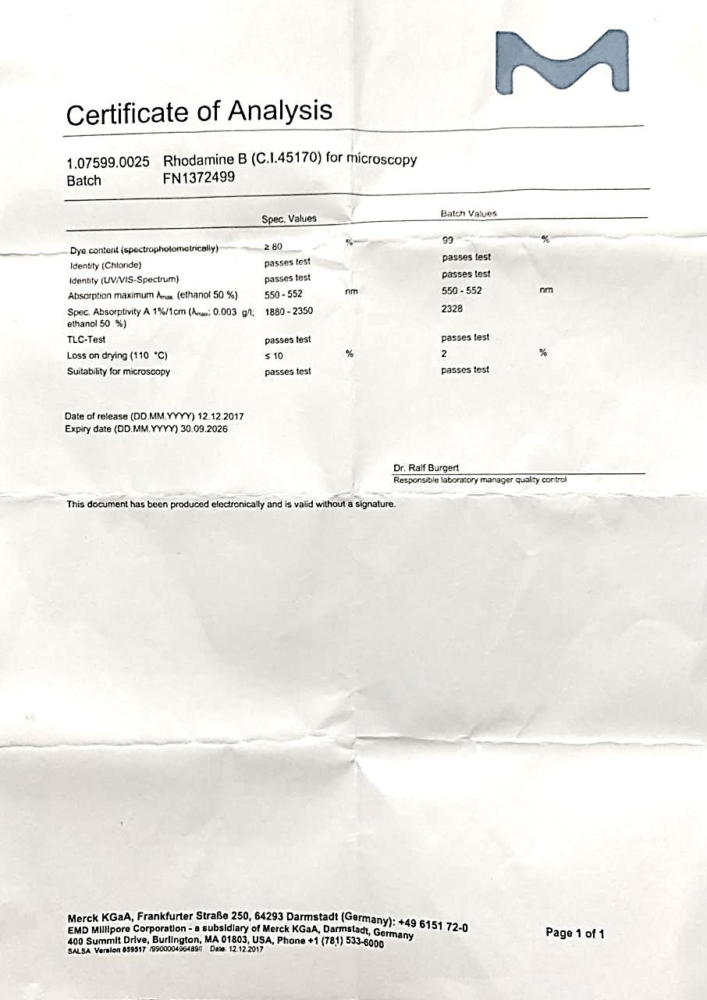 Certificate of Analysis
1.07599.0025 Rhodamine B (C.I.45170) for microscopy
Batch FN1372499
Spec. Values Batch Values
Dye content (spectrophotometrically) ≥ 80 % 99 %
Identity (Chloride) passes test passes test
Identity (UV/VIS-Spectrum) passes test passes test
Absorption maximum λmax. (ethanol 50 %) 550 - 552 nm 550 - 552 nm
Spec. Absorptivity A 1%/1cm (λmax; 0.003 g/l; 1880 - 2350 2328
ethanol 50 %)
TLC-Test passes test passes test
Loss on drying (110 °C) ≤ 10 % 2 %
Suitability for microscopy passes test passes test
Date of release (DD.MM.YYYY) 12.12.2017
Expiry date (DD.MM.YYYY) 30.09.2026
Dr. Ralf Burgert
Responsible laboratory manager quality control
This document has been produced electronically and is valid without a signature.
Merck KGaA, Frankfurter Straße 250, 64293 Darmstadt (Germany): +49 6151 72-0
EMD Millipore Corporation - a subsidiary of Merck KGaA, Darmstadt, Germany
400 Summit Drive, Burlington, MA 01803, USA, Phone +1 (781) 533-6000
SALSA Version 859517 /990000496489// Date: 12.12.2017
Page 1 of 1